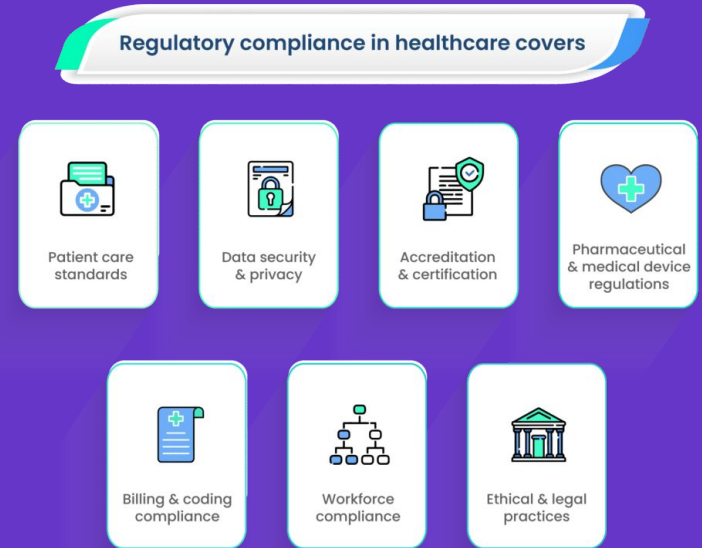 Regulatory compliance in healthcare covers
Patient care
standards
Data security
& privacy
Accreditation
& certification
Pharmaceutical
& medical device
regulations
Billing & coding
compliance
Workforce
compliance
Ethical & legal
practices